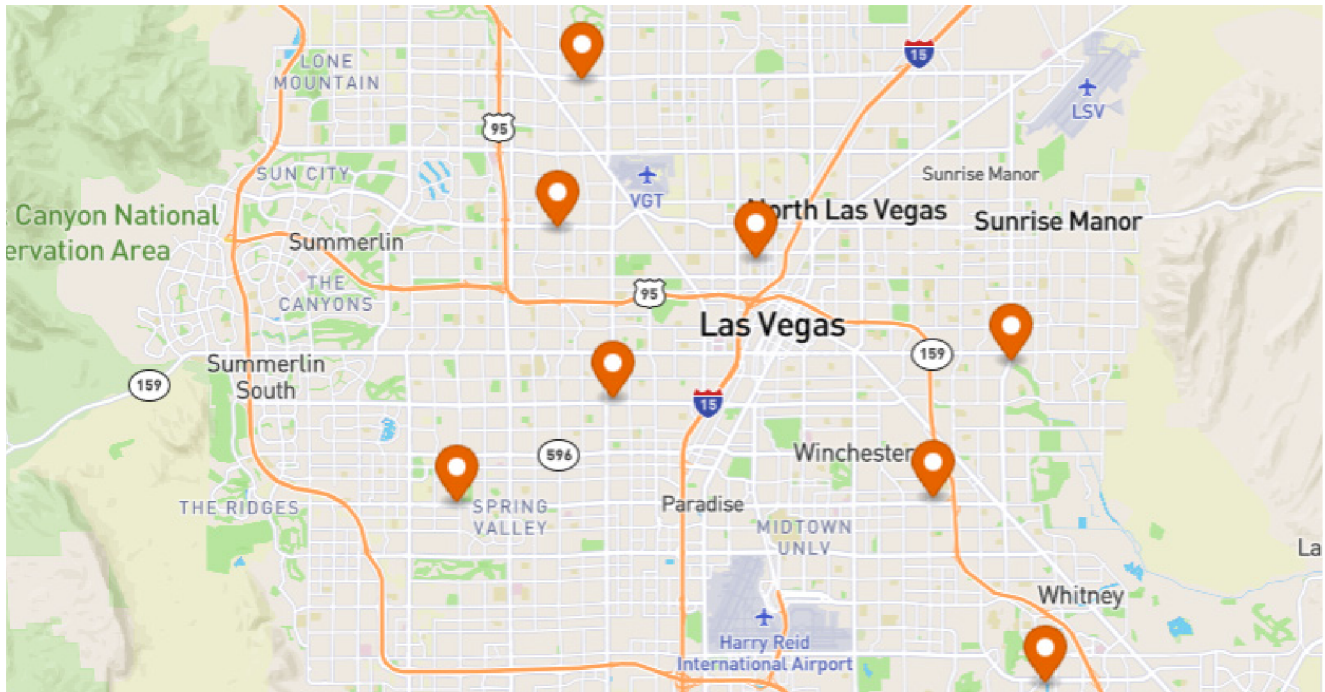 LONE
MOUNTAIN
15
LSV
95
SUN CITY
Sunrise Manor
VGT
Canyon National
ervation Area
North Las Vegas
Sunrise Manor
Summerlin
THE
CANYONS
95
Las Vegas
159
Summerlin
South
159
15
596
Winchester
THE RIDGES
SPRING
VALLEY
Paradise
MIDTOWN
UNLV
La
Whitney
Harry Reid
International Airport